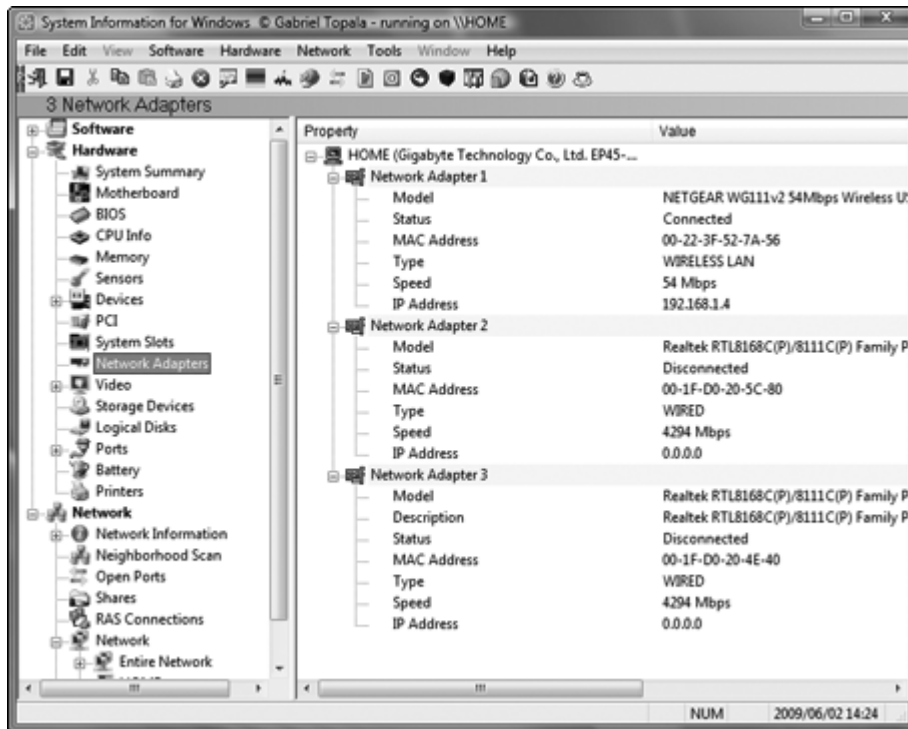 System Information for Windows © Gabriel Topala - running on \\HOME
File Edit View Software Hardware Network Tools Window Help
3 Network Adapters
Software
Hardware
System Summary
Motherboard
BIOS
CPU Info
Memory
Sensors
Devices
PCI
System Slots
Network Adapters
Video
Storage Devices
Logical Disks
Ports
Battery
Printers
Network
Network Information
Neighborhood Scan
Open Ports
Shares
RAS Connections
Network
Entire Network
Property Value
HOME (Gigabyte Technology Co., Ltd. EP45-...
Network Adapter 1
Model NETGEAR WG111v2 54Mbps Wireless US
Status Connected
MAC Address 00-22-3F-52-7A-56
Type WIRELESS LAN
Speed 54 Mbps
IP Address 192.168.1.4
Network Adapter 2
Model Realtek RTL8168C(P)/8111C(P) Family P
Status Disconnected
MAC Address 00-1F-D0-20-5C-80
Type WIRED
Speed 4294 Mbps
IP Address 0.0.0.0
Network Adapter 3
Model Realtek RTL8168C(P)/8111C(P) Family P
Description Realtek RTL8168C(P)/8111C(P) Family P
Status Disconnected
MAC Address 00-1F-D0-20-4E-40
Type WIRED
Speed 4294 Mbps
IP Address 0.0.0.0
NUM 2009/06/02 14:24